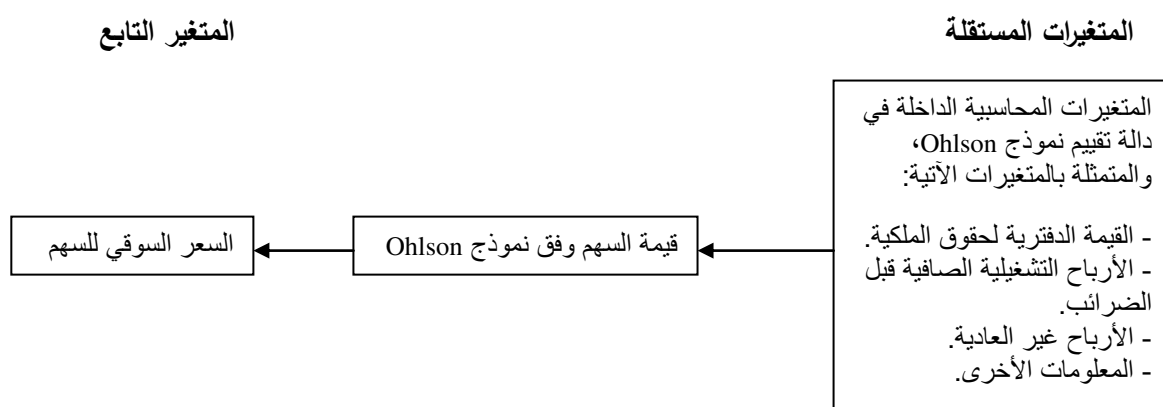 المتغيرات المستقلة
المتغير التابع
المتغيرات المحاسبية الداخلة في
دالة تقييم نموذج Ohlson،
والمتمثلة بالمتغيرات الآتية:
- القيمة الدفترية لحقوق الملكية.
- الأرباح التشغيلية الصافية قبل
الضرائب.
- الأرباح غير العادية.
- المعلومات الأخرى.
قيمة السهم وفق نموذج Ohlson
السعر السوقي للسهم